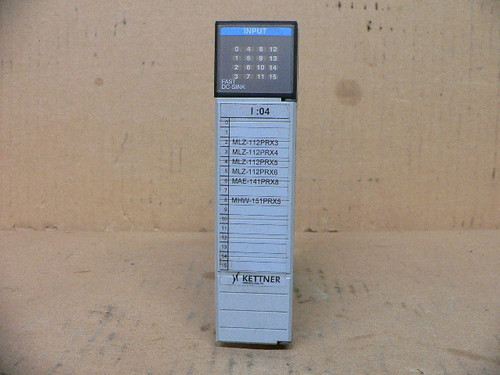 INPUT
0 4 8 12
1 5 9 13
2 6 10 14
3 7 11 15
FAST
DC-SINK
I:04
0
1
2 MLZ-112PRX3
3 MLZ-112PRX4
4 MLZ-112PRX5
5 MLZ-112PRX6
6 MAE-141PRX8
7
8 MHW-151PRX5
9
10
11
12
13
14
15
KETTNER